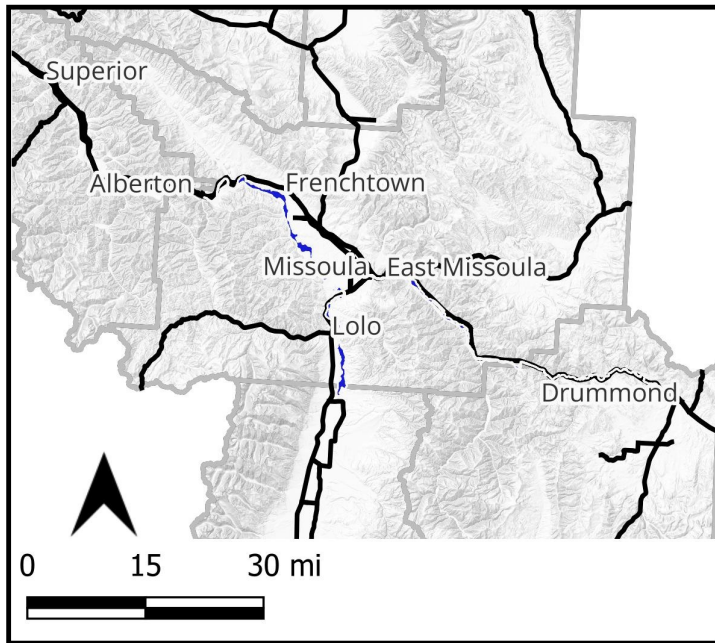 Superior
Alberton
Frenchtown
Missoula
East Missoula
Lolo
Drummond
0 15 30 mi